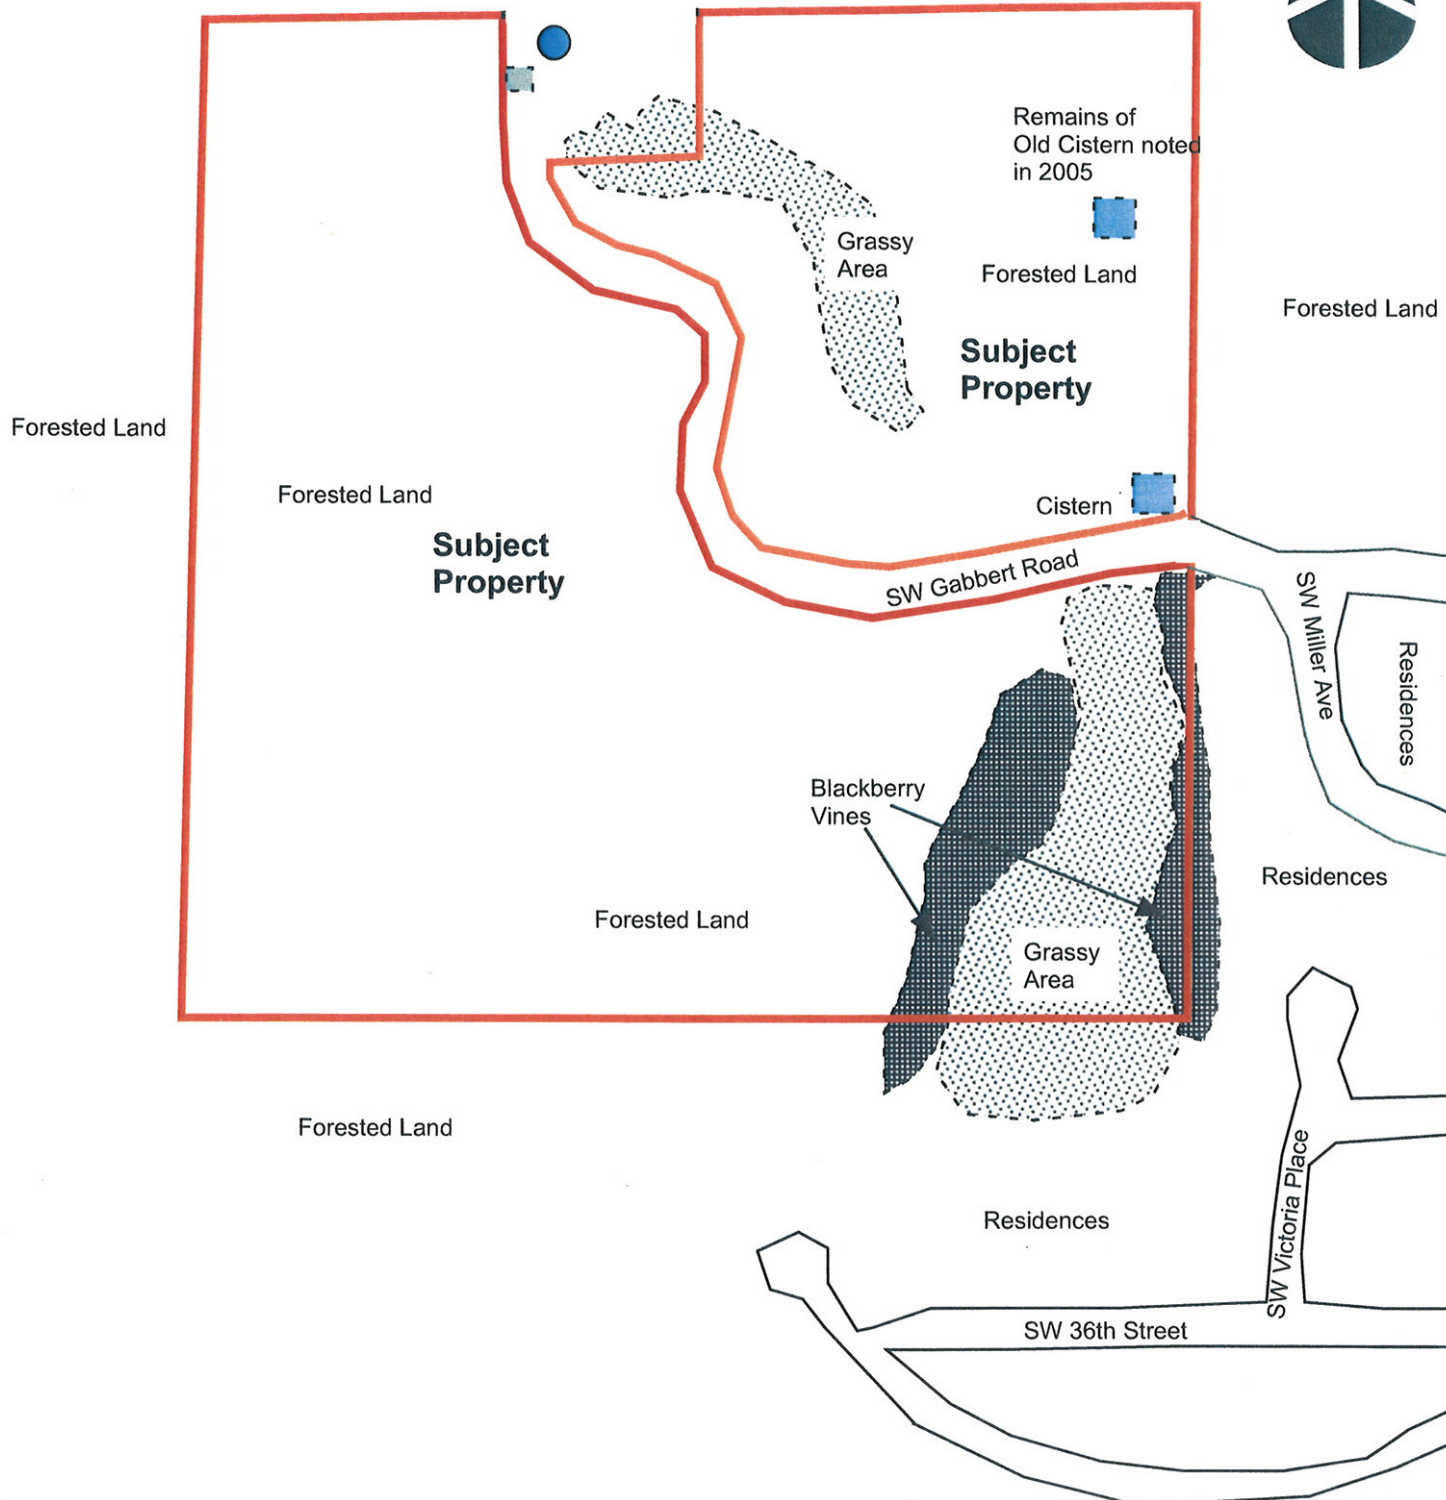 Remains of
Old Cistern noted
in 2005
Grassy
Area
Forested Land
Forested Land
Subject
Property
Forested Land
Forested Land
Cistern
Subject
Property
SW Gabbert Road
SW Miller Ave
Residences
Blackberry
Vines
Residences
Forested Land
Grassy
Area
Forested Land
SW Victoria Place
Residences
SW 36th Street